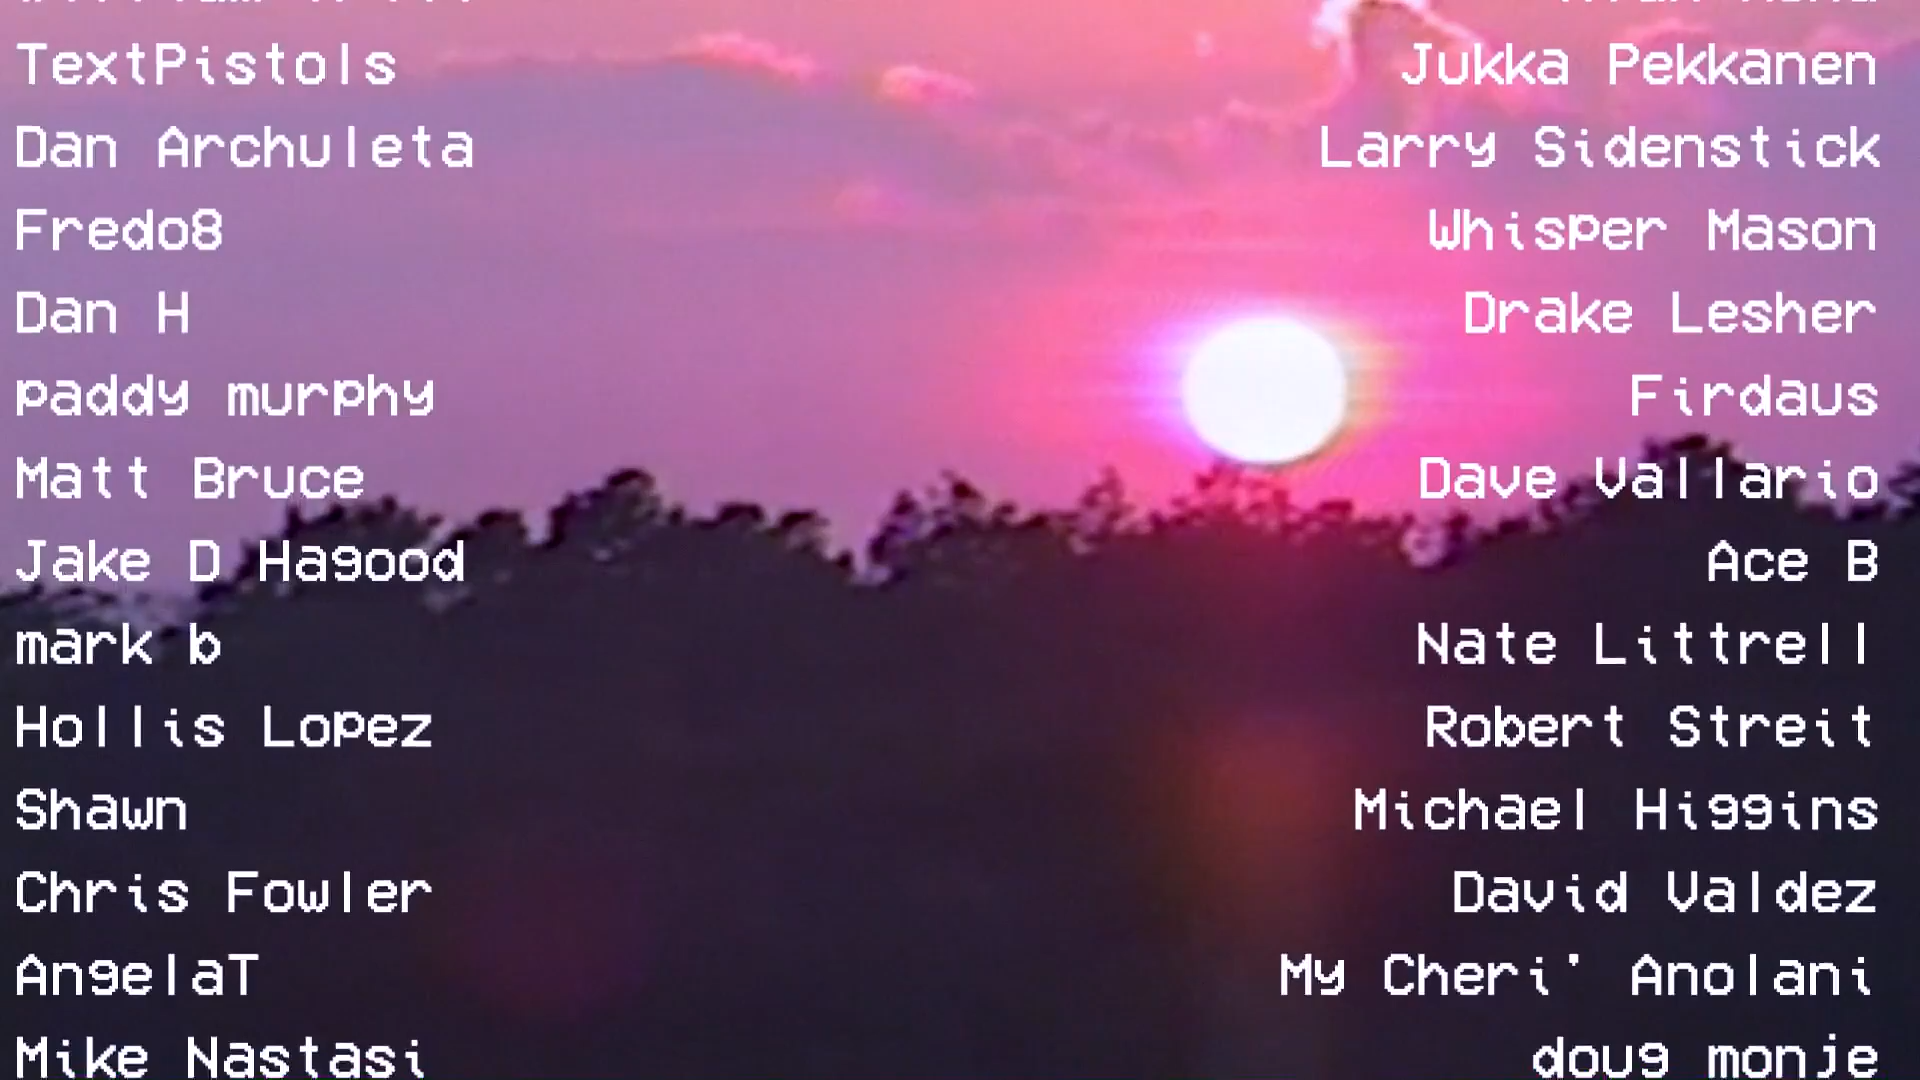 TextPistols
Jukka Pekkanen
Dan Archuleta
Larry Sidenstick
Fredo8
Whisper Mason
Dan H
Drake Lesher
paddy murphy
Firdaus
Matt Bruce
Dave Vallario
Jake D Hagood
Ace B
mark b
Nate Littrell
Hollis Lopez
Robert Streit
Shawn
Michael Higgins
Chris Fowler
David Valdez
AngelaT
My Cheri' Anolani
Mike Nastasi
doug monje